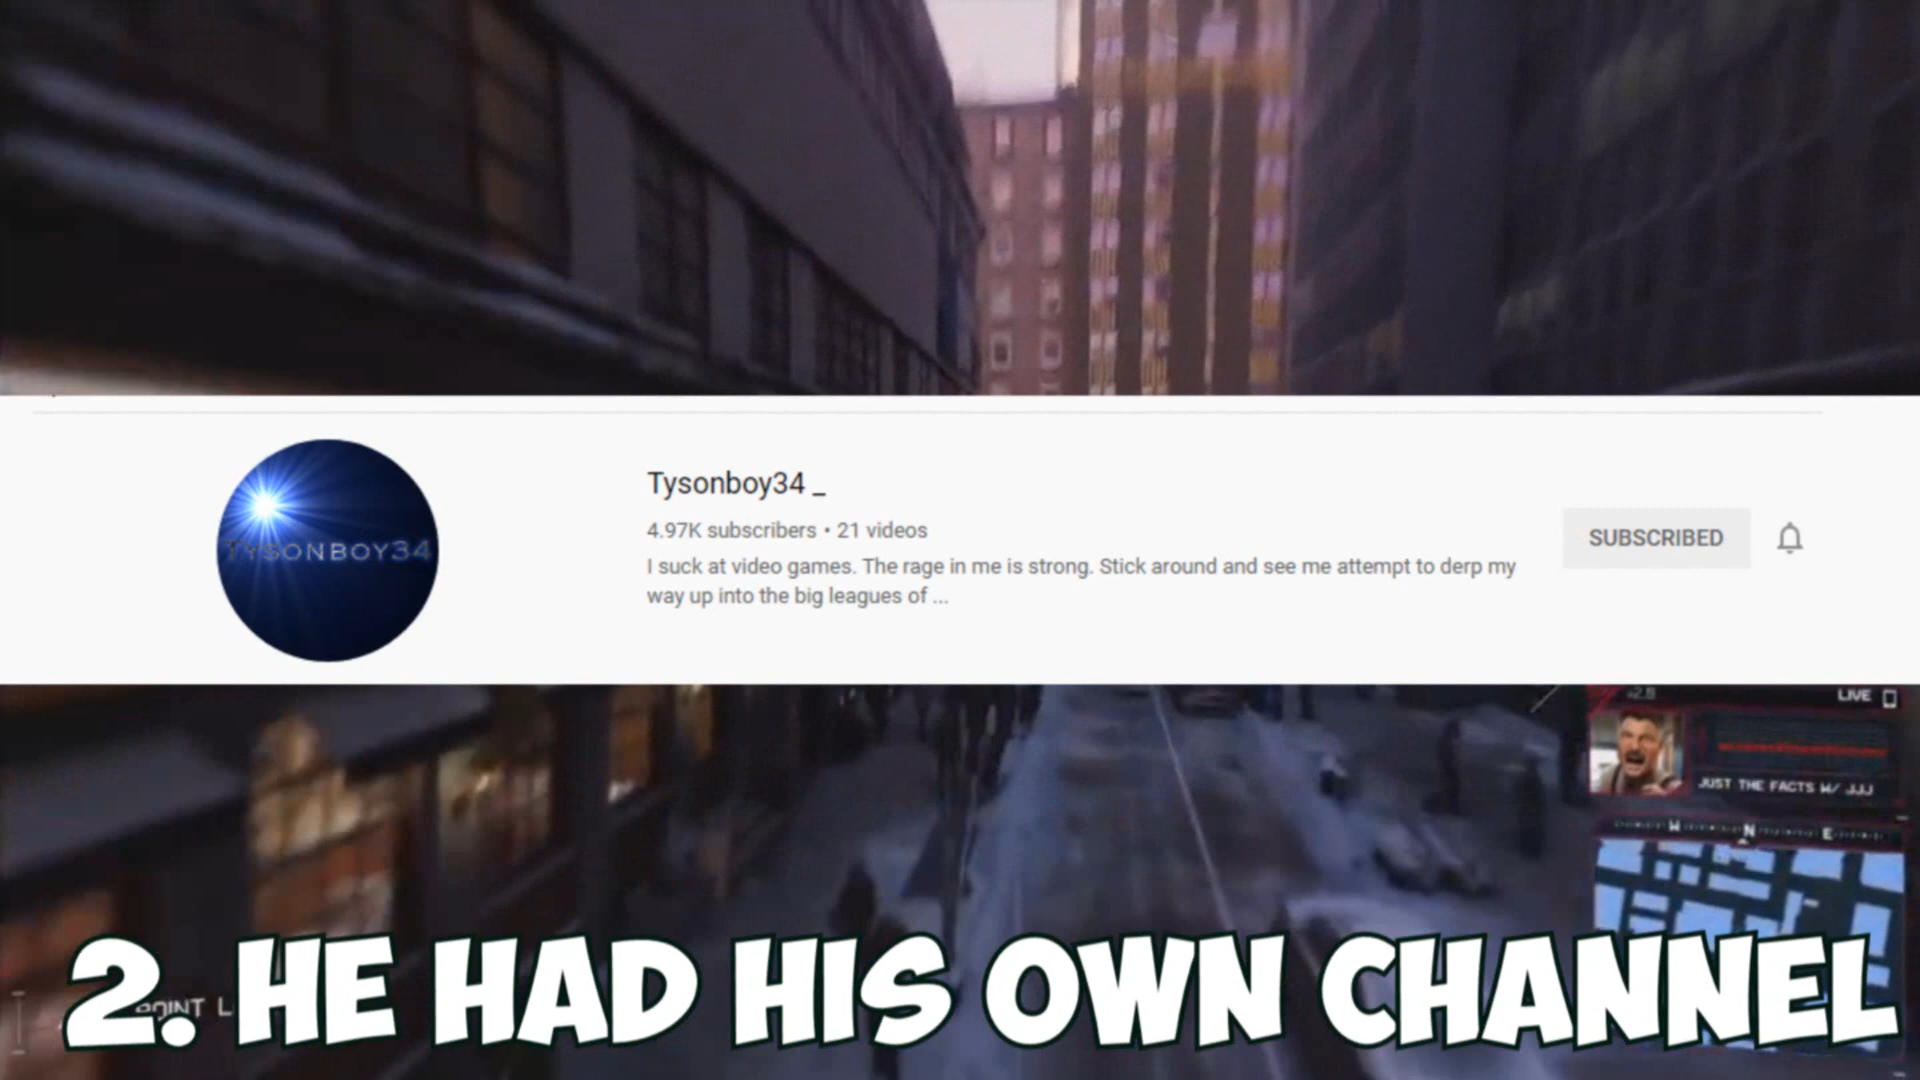 Tysonboy34 _
4.97K subscribers • 21 videos
I suck at video games. The rage in me is strong. Stick around and see me attempt to derp my
way up into the big leagues of ...
SUBSCRIBED
TYSONBOY34
LIVE
JUST THE FACTS W/ JJJ
W N E
2. HE HAD HIS OWN CHANNEL